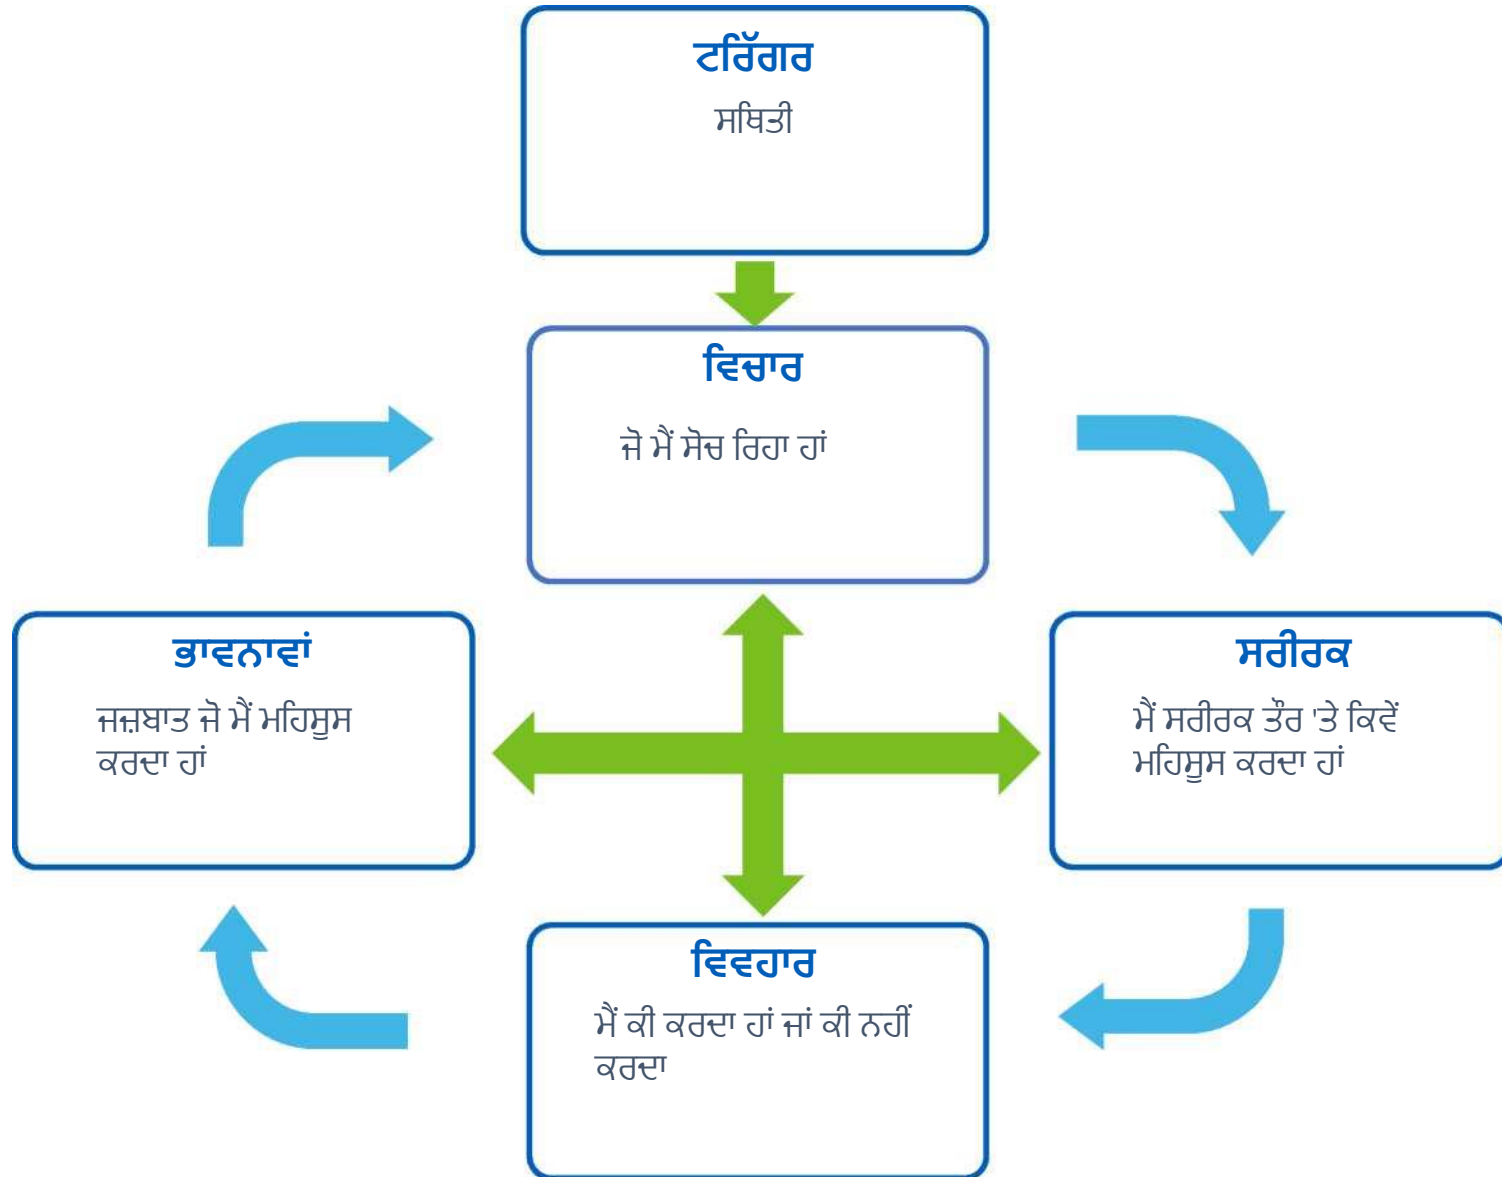 ਟਰਿੱਗਰ
ਸਥਿਤੀ
ਵਿਚਾਰ
ਜੋ ਮੈਂ ਸੋਚ ਰਿਹਾ ਹਾਂ
ਭਾਵਨਾਵਾਂ
ਜਜ਼ਬਾਤ ਜੋ ਮੈਂ ਮਹਿਸੂਸ
ਕਰਦਾ ਹਾਂ
ਸਰੀਰਕ
ਮੈਂ ਸਰੀਰਕ ਤੌਰ 'ਤੇ ਕਿਵੇਂ
ਮਹਿਸੂਸ ਕਰਦਾ ਹਾਂ
ਵਿਵਹਾਰ
ਮੈਂ ਕੀ ਕਰਦਾ ਹਾਂ ਜਾਂ ਕੀ ਨਹੀਂ
ਕਰਦਾ